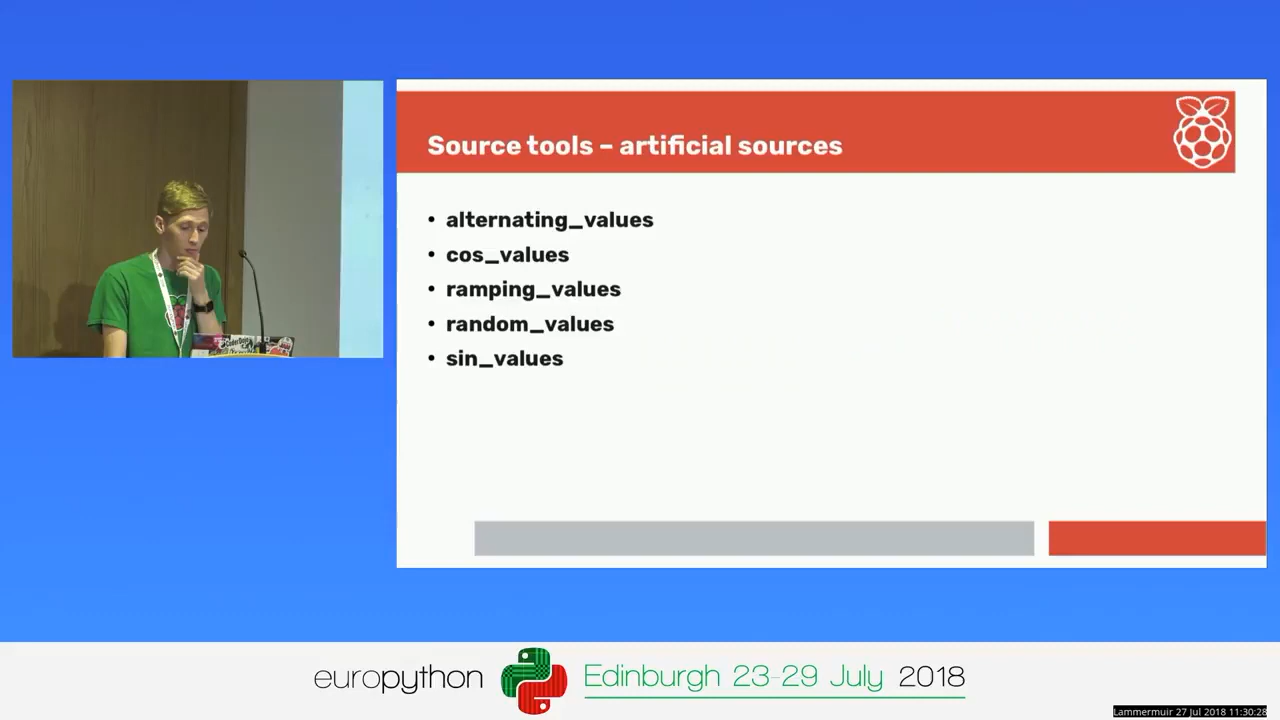 Source tools – artificial sources
• alternating_values
• cos_values
• ramping_values
• random_values
• sin_values
europython
Edinburgh 23-29 July 2018
Lammermuir 27 Jul 2018 11:30:28